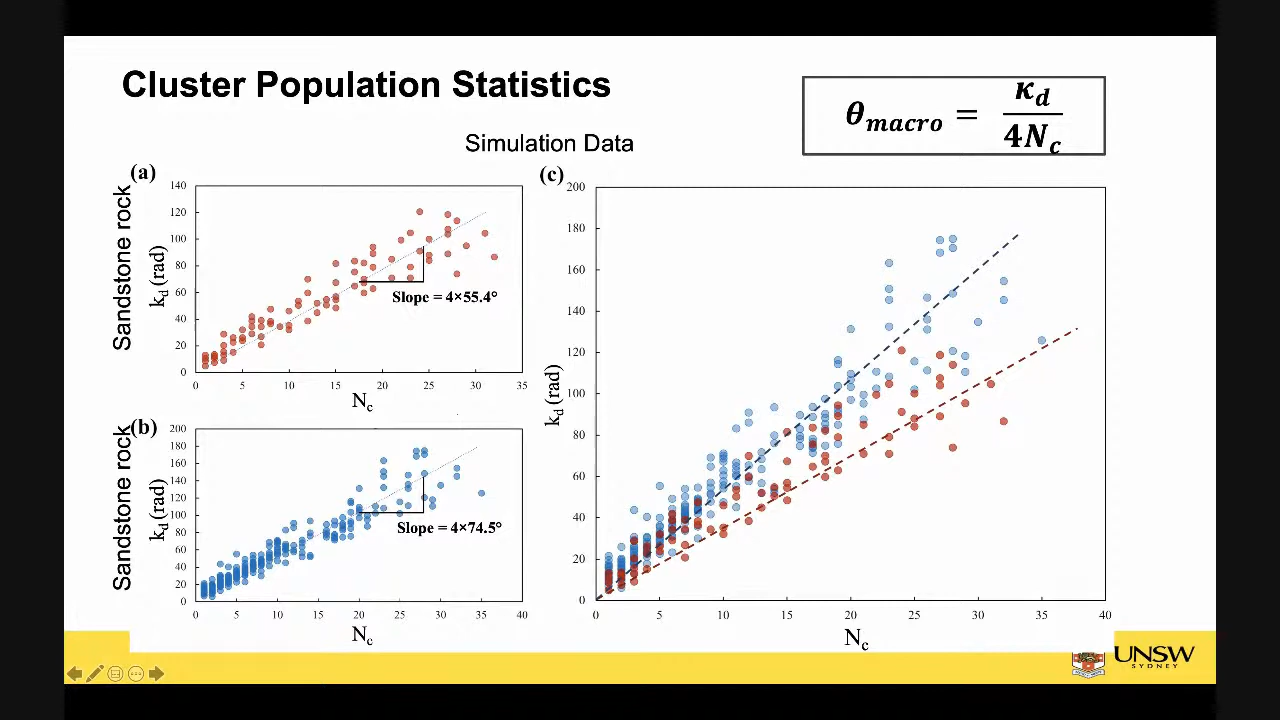 Cluster Population Statistics
θmacro = κd / 4Nc
Simulation Data
(a)
Sandstone rock
kd (rad)
140
120
100
80
60
40
20
0
0 5 10 15 20 25 30 35
Slope = 4×55.4°
Nc
(b)
Sandstone rock
kd (rad)
200
180
160
140
120
100
80
60
40
20
0
0 5 10 15 20 25 30 35 40
Slope = 4×74.5°
Nc
(c)
kd (rad)
200
180
160
140
120
100
80
60
40
20
0
0 5 10 15 20 25 30 35 40
Nc
UNSW
SYDNEY